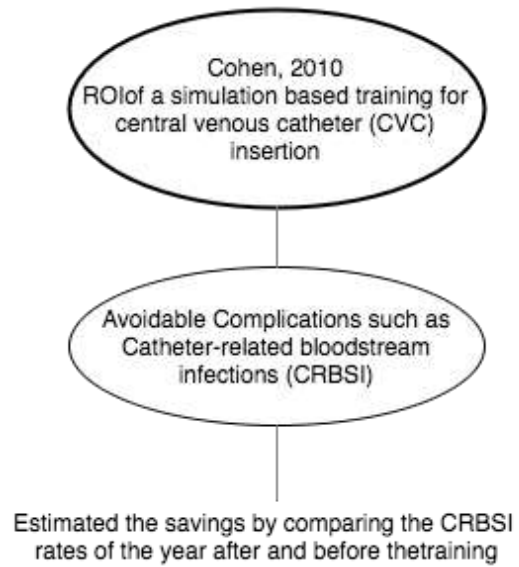 Cohen, 2010
ROIof a simulation based training for
central venous catheter (CVC)
insertion
Avoidable Complications such as
Catheter-related bloodstream
infections (CRBSI)
Estimated the savings by comparing the CRBSI
rates of the year after and before thetraining